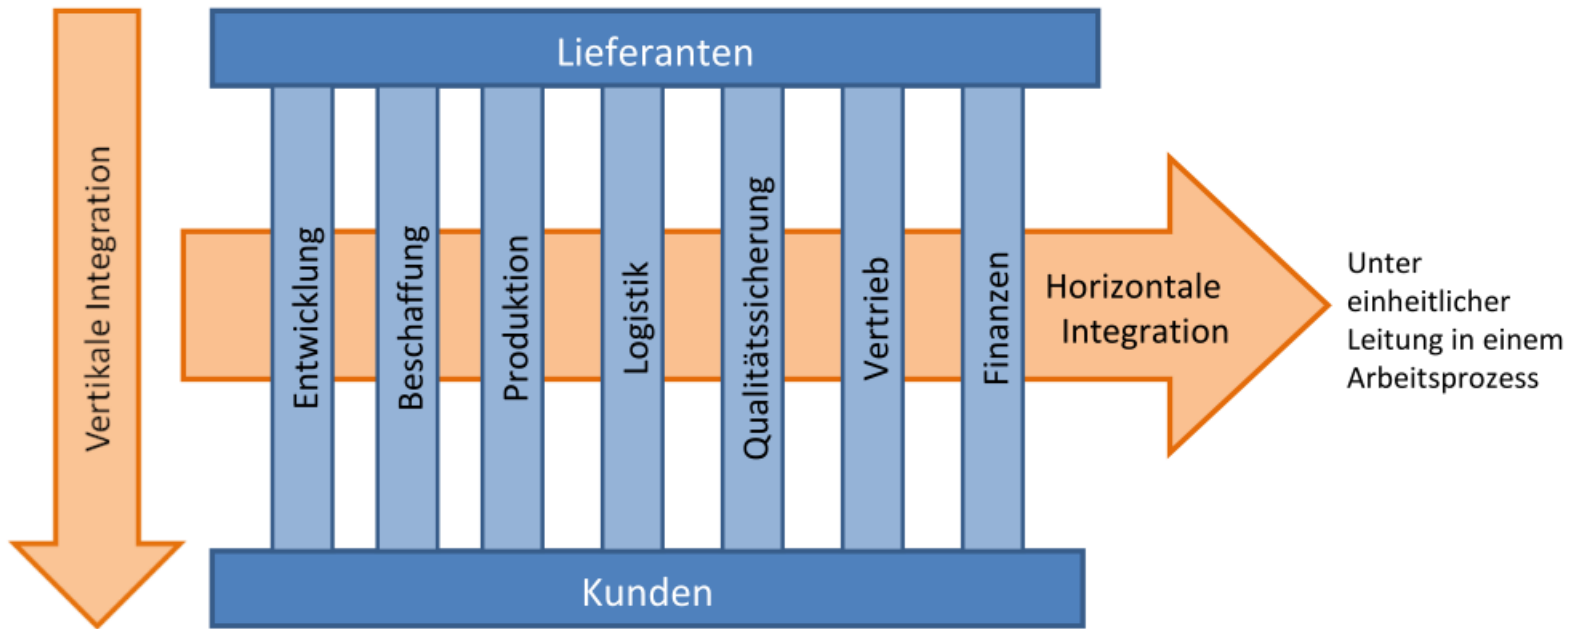 Lieferanten
Vertikale Integration
Entwicklung
Beschaffung
Produktion
Logistik
Qualitätssicherung
Vertrieb
Finanzen
Horizontale
Integration
Unter
einheitlicher
Leitung in einem
Arbeitsprozess
Kunden